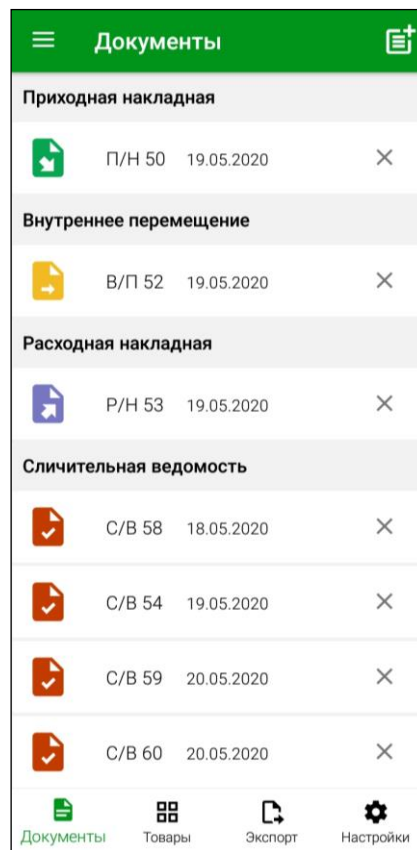 Документы
Приходная накладная
П/Н 50 19.05.2020
Внутреннее перемещение
В/П 52 19.05.2020
Расходная накладная
Р/Н 53 19.05.2020
Сличительная ведомость
С/В 58 18.05.2020
С/В 54 19.05.2020
С/В 59 20.05.2020
С/В 60 20.05.2020
Документы Товары Экспорт Настройки